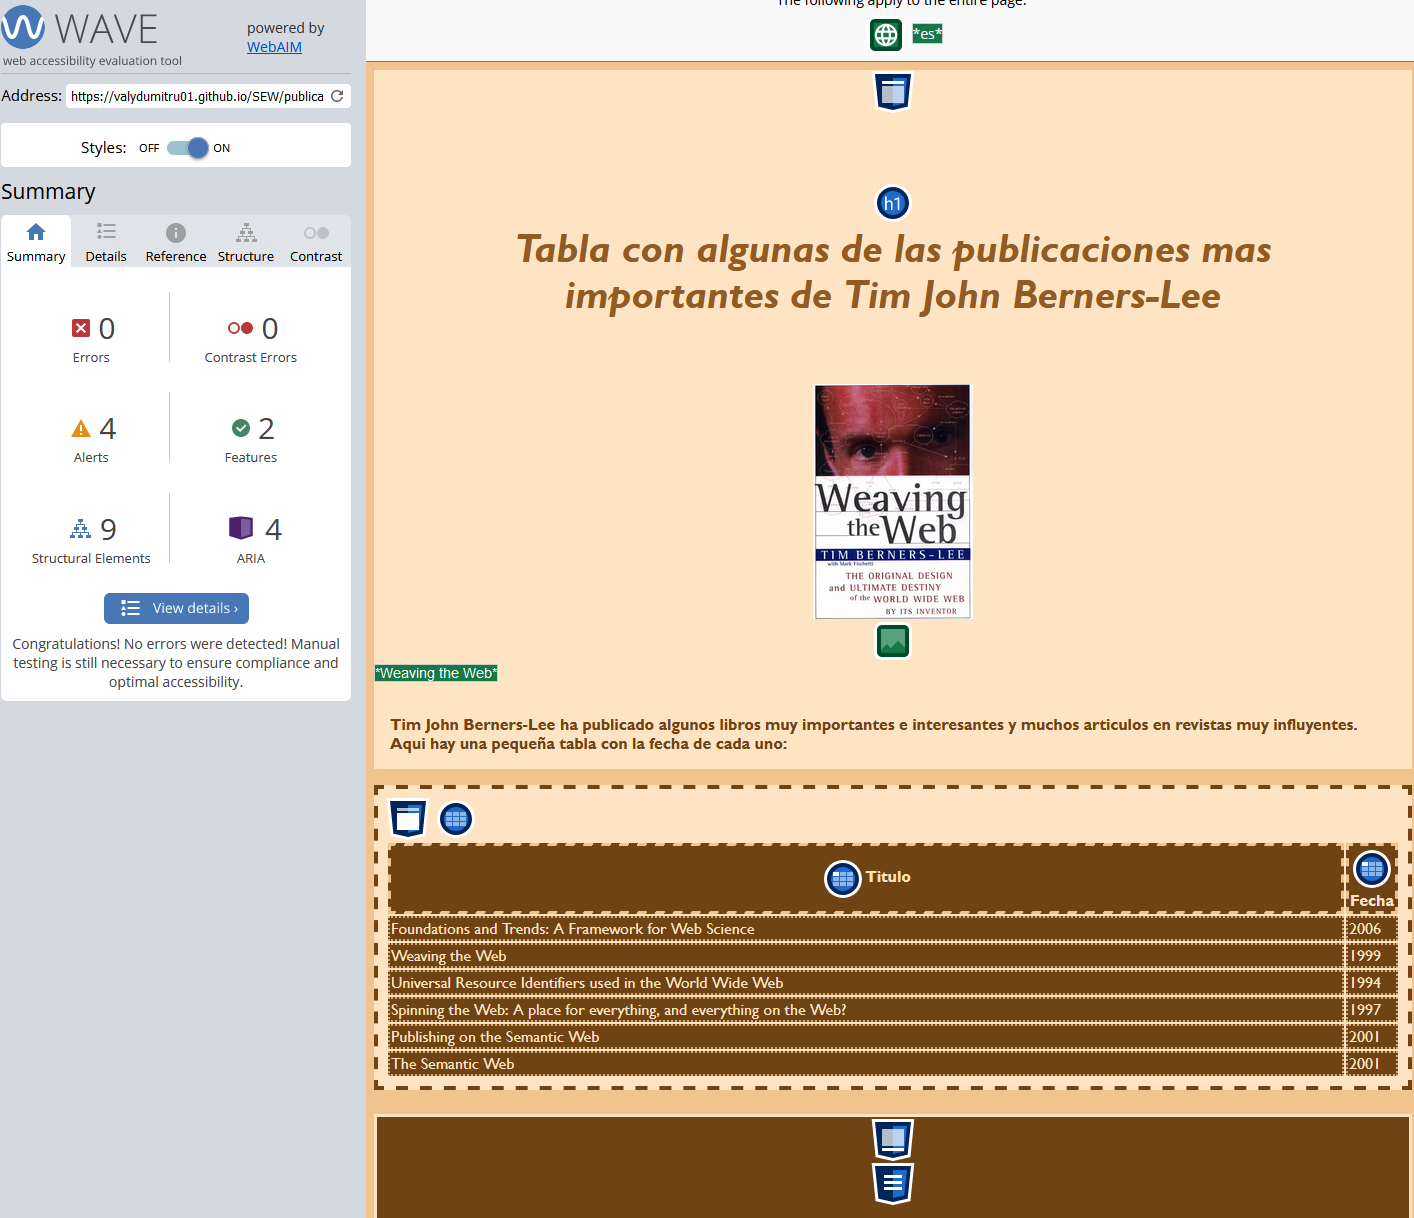 WAVE
powered by
WebAIM
web accessibility evaluation tool
Address: https://valydumitru01.github.io/SEW/publica
Styles: OFF ON
Summary
Summary Details Reference Structure Contrast
0 0
Errors Contrast Errors
4 2
Alerts Features
9 4
Structural Elements ARIA
View details ›
Congratulations! No errors were detected! Manual
testing is still necessary to ensure compliance and
optimal accessibility.
The following apply to the entire page:
*es*
h1
Tabla con algunas de las publicaciones mas
importantes de Tim John Berners-Lee
Weaving
the Web
TIM BERNERS-LEE
with Mark Fischetti
THE ORIGINAL DESIGN
and ULTIMATE DESTINY
of the WORLD WIDE WEB
BY ITS INVENTOR
*Weaving the Web*
Tim John Berners-Lee ha publicado algunos libros muy importantes e interesantes y muchos articulos en revistas muy influyentes.
Aqui hay una pequeña tabla con la fecha de cada uno:
Titulo Fecha
Foundations and Trends: A Framework for Web Science 2006
Weaving the Web 1999
Universal Resource Identifiers used in the World Wide Web 1994
Spinning the Web: A place for everything, and everything on the Web? 1997
Publishing on the Semantic Web 2001
The Semantic Web 2001